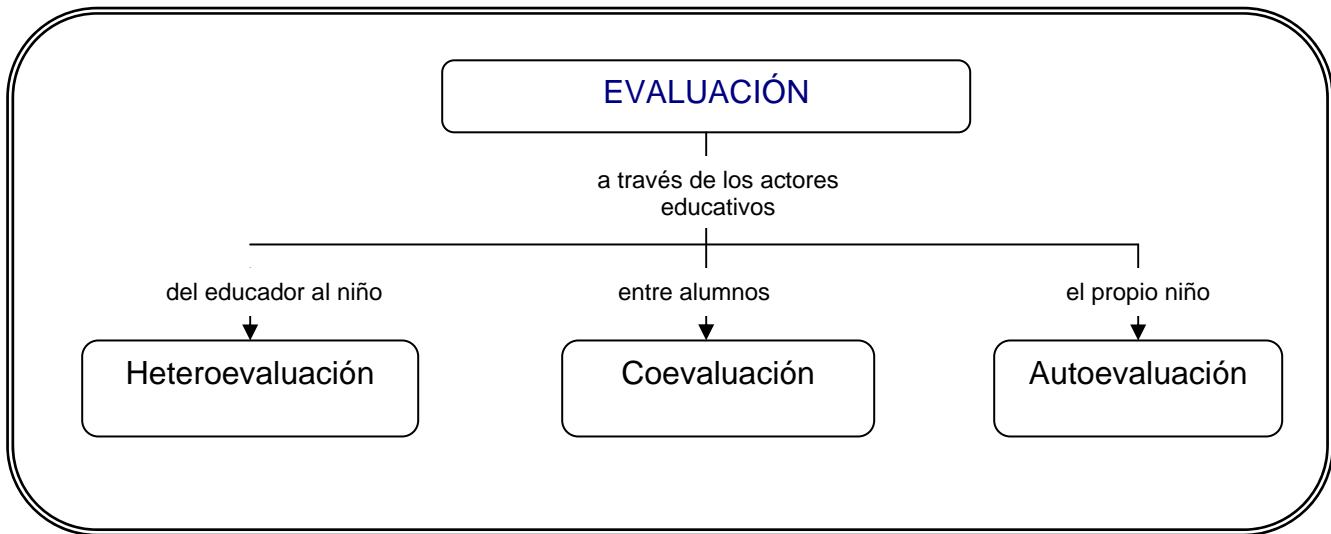 EVALUACIÓN
a través de los actores
educativos
del educador al niño
entre alumnos
el propio niño
Heteroevaluación
Coevaluación
Autoevaluación